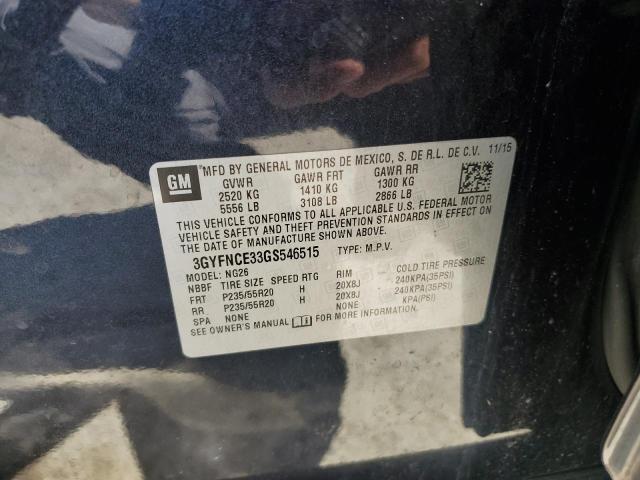 GM
MFD BY GENERAL MOTORS DE MEXICO, S. DE R.L. DE C.V. 11/15
GVWR GAWR FRT GAWR RR
2520 KG 1410 KG 1300 KG
5556 LB 3108 LB 2866 LB
THIS VEHICLE CONFORMS TO ALL APPLICABLE U.S. FEDERAL MOTOR
VEHICLE SAFETY AND THEFT PREVENTION STANDARDS IN EFFECT ON
THE DATE OF MANUFACTURE SHOWN ABOVE.
3GYFNCE33GS546515 TYPE: M.P.V.
MODEL: NG26
NBBF TIRE SIZE SPEED RTG RIM COLD TIRE PRESSURE
FRT P235/55R20 H 20X8J 240KPA(35PSI)
RR P235/55R20 H 20X8J 240KPA(35PSI)
SPA NONE NONE KPA(PSI)
SEE OWNER'S MANUAL FOR MORE INFORMATION.